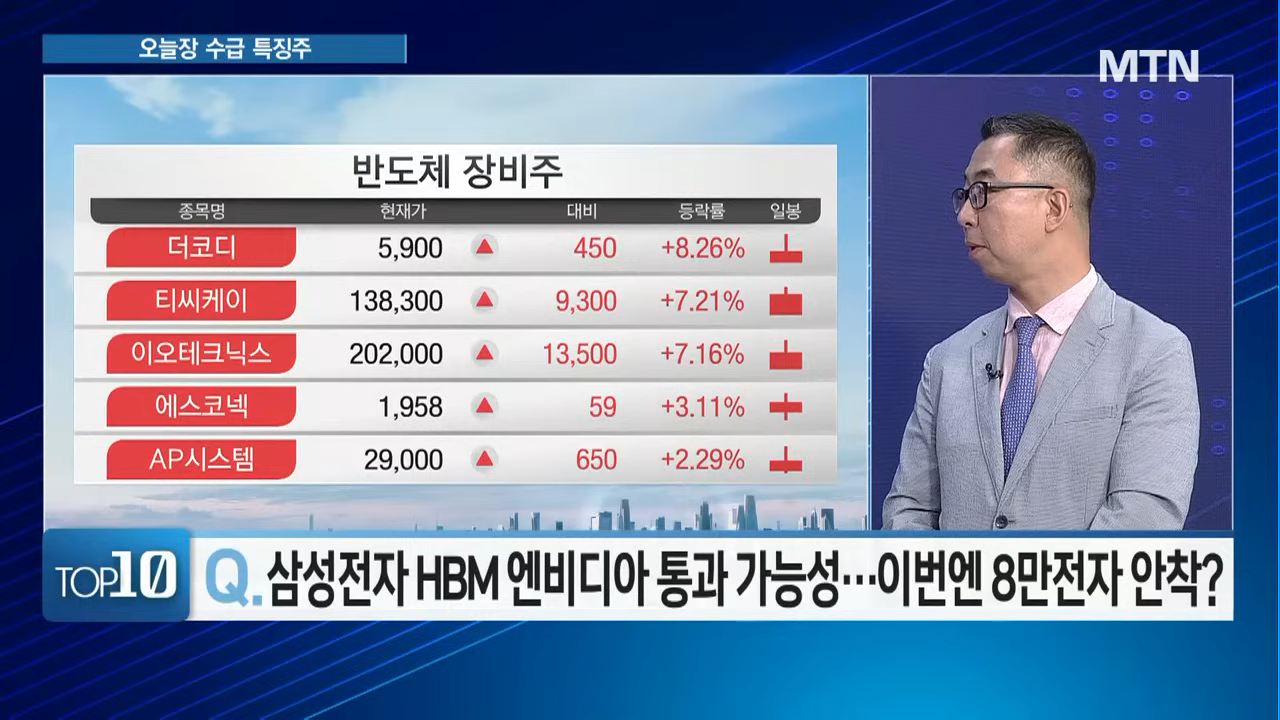 오늘장 수급 특징주
MTN
반도체 장비주
종목명 현재가 대비 등락률 일봉
더코디 5,900 ▲ 450 +8.26%
티씨케이 138,300 ▲ 9,300 +7.21%
이오테크닉스 202,000 ▲ 13,500 +7.16%
에스코넥 1,958 ▲ 59 +3.11%
AP시스템 29,000 ▲ 650 +2.29%
TOP10 Q. 삼성전자 HBM 엔비디아 통과 가능성…이번엔 8만전자 안착?